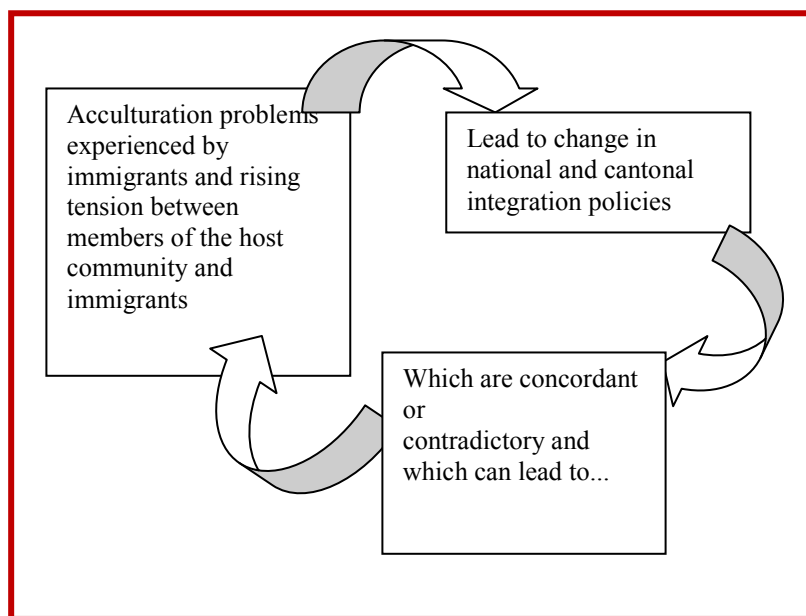 Acculturation problems
experienced by
immigrants and rising
tension between
members of the host
community and
immigrants
Lead to change in
national and cantonal
integration policies
Which are concordant
or
contradictory and
which can lead to...